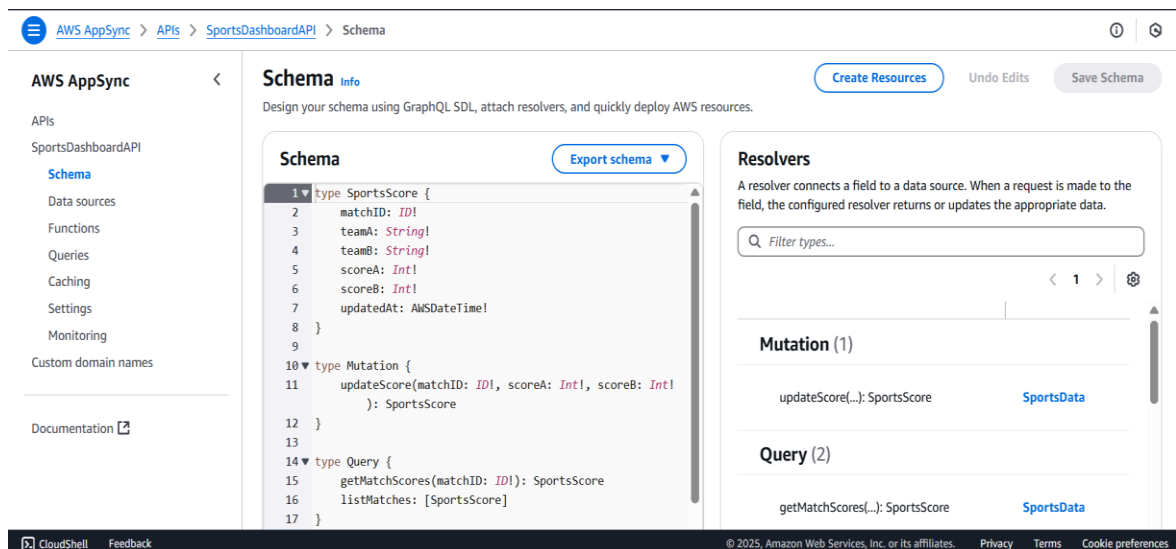 AWS AppSync > APIs > SportsDashboardAPI > Schema
AWS AppSync
APIs
SportsDashboardAPI
Schema
Data sources
Functions
Queries
Caching
Settings
Monitoring
Custom domain names
Documentation
Schema Info
Create Resources
Undo Edits
Save Schema
Design your schema using GraphQL SDL, attach resolvers, and quickly deploy AWS resources.
Schema
Export schema
1 type SportsScore {
2 matchID: ID!
3 teamA: String!
4 teamB: String!
5 scoreA: Int!
6 scoreB: Int!
7 updatedAt: AWSDateTime!
8 }
9
10 type Mutation {
11 updateScore(matchID: ID!, scoreA: Int!, scoreB: Int!
): SportsScore
12 }
13
14 type Query {
15 getMatchScores(matchID: ID!): SportsScore
16 listMatches: [SportsScore]
17 }
Resolvers
A resolver connects a field to a data source. When a request is made to the
field, the configured resolver returns or updates the appropriate data.
Filter types...
< 1 >
Mutation (1)
updateScore(...): SportsScore SportsData
Query (2)
getMatchScores(...): SportsScore SportsData
CloudShell Feedback © 2025, Amazon Web Services, Inc. or its affiliates. Privacy Terms Cookie preferences